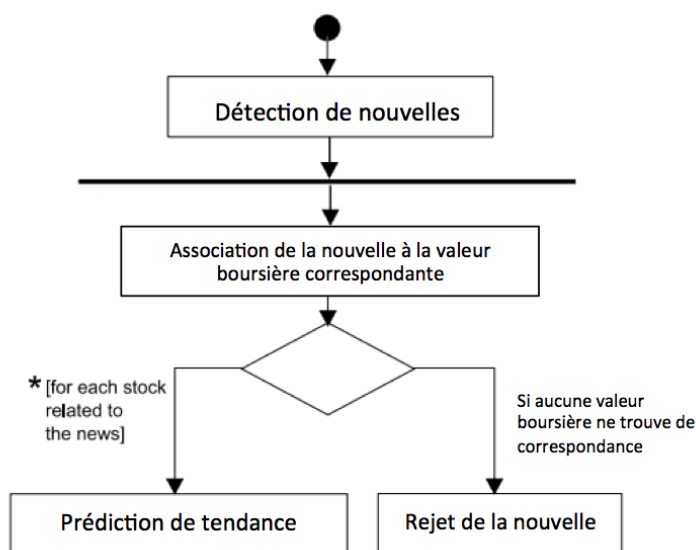 Détection de nouvelles
Association de la nouvelle à la valeur
boursière correspondante
* [for each stock
related to
the news]
Si aucune valeur
boursière ne trouve de
correspondance
Prédiction de tendance
Rejet de la nouvelle